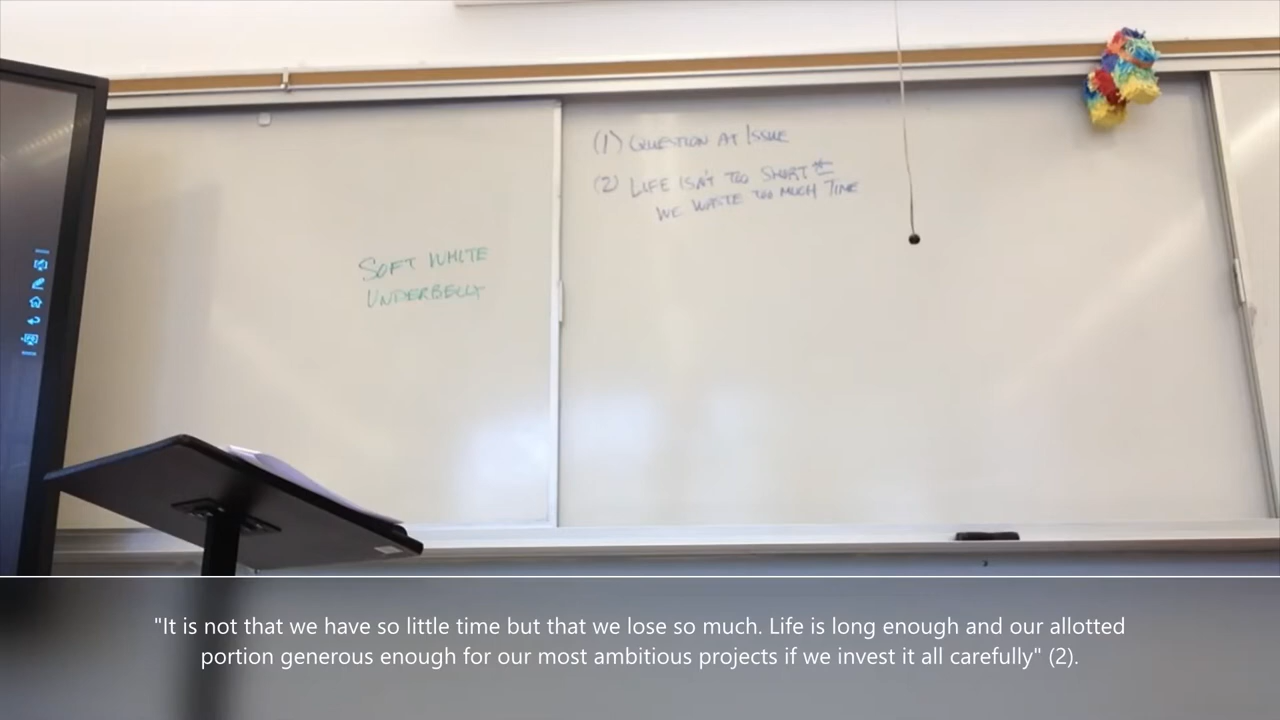 (1) QUESTION AT ISSUE
(2) LIFE ISN'T TOO SHORT *
WE WASTE TOO MUCH TIME
SOFT WHITE
UNDERBELLY
"It is not that we have so little time but that we lose so much. Life is long enough and our allotted
portion generous enough for our most ambitious projects if we invest it all carefully" (2).